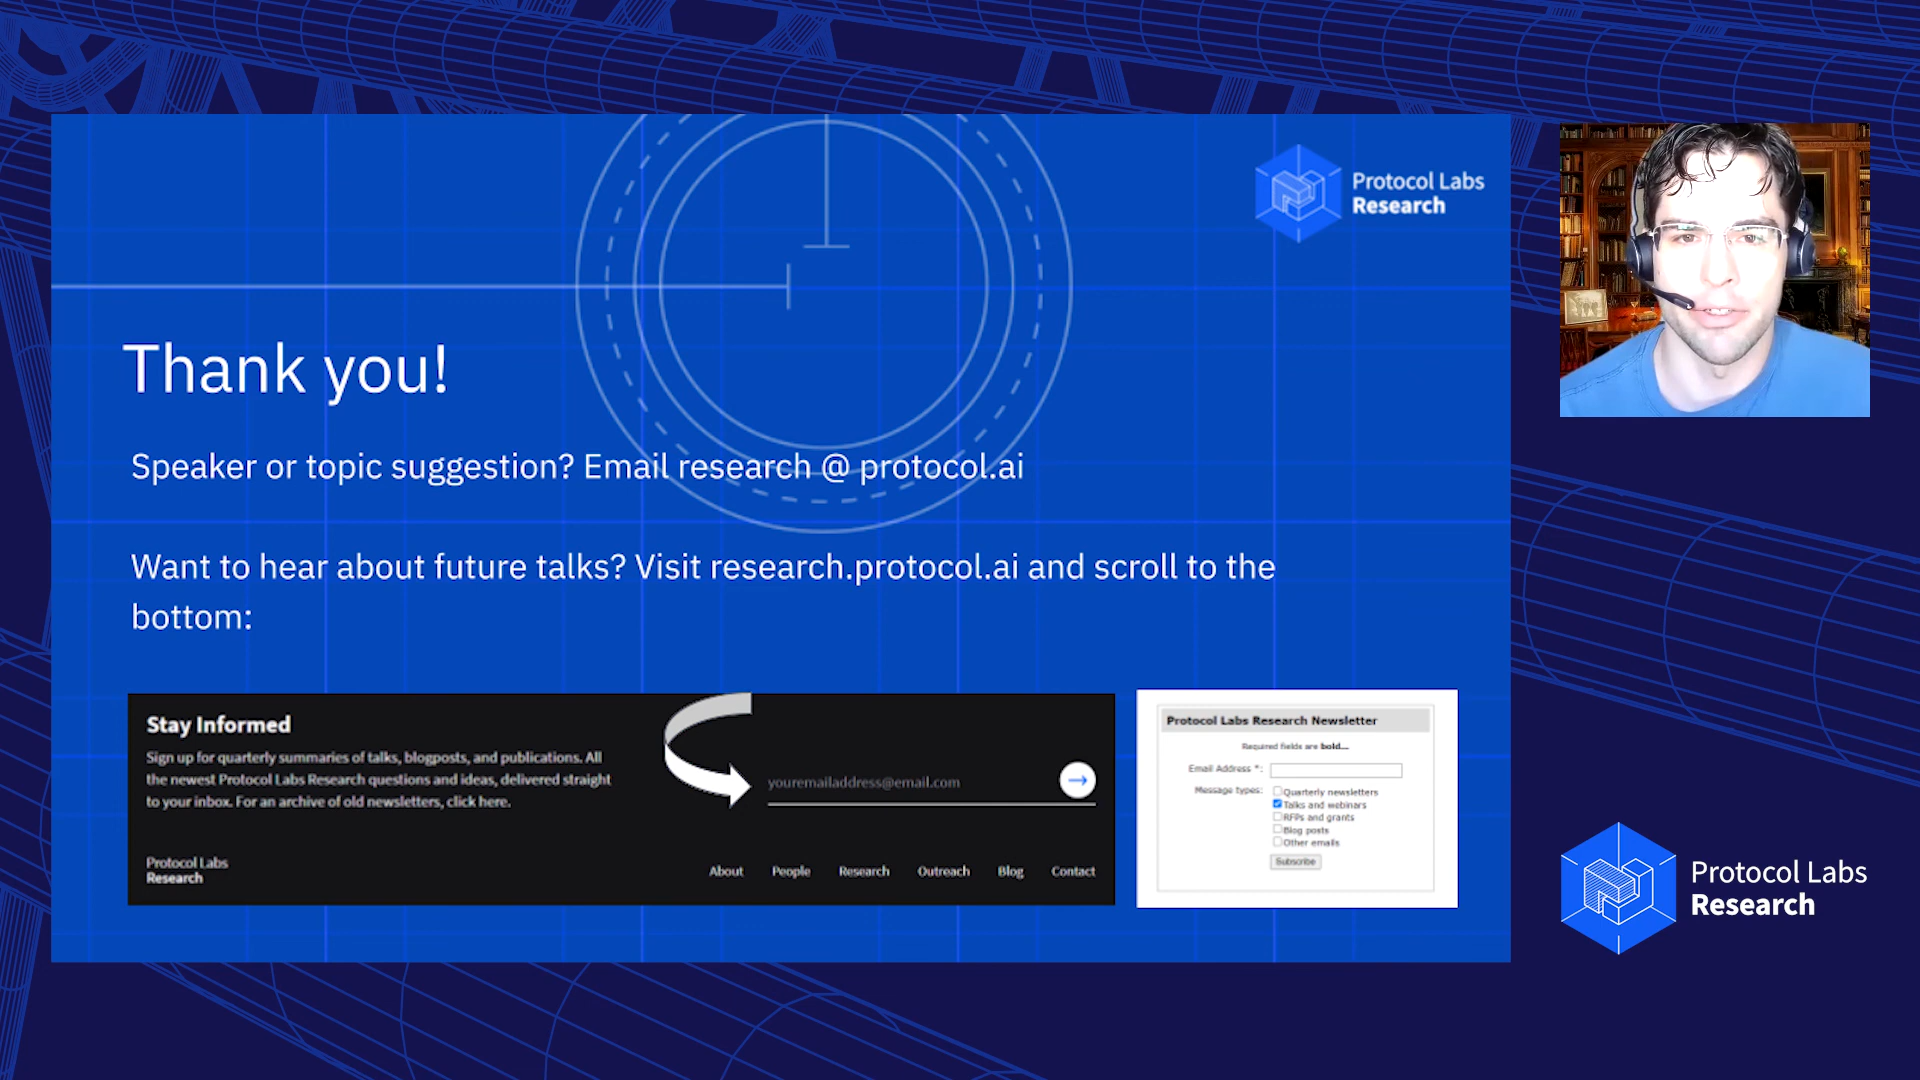 Protocol Labs
Research
Thank you!
Speaker or topic suggestion? Email research @ protocol.ai
Want to hear about future talks? Visit research.protocol.ai and scroll to the
bottom:
Stay Informed
Sign up for quarterly summaries of talks, blogposts, and publications. All
the newest Protocol Labs Research questions and ideas, delivered straight
to your inbox. For an archive of old newsletters, click here.
youremailaddress@email.com
Protocol Labs
Research
About People Research Outreach Blog Contact
Protocol Labs Research Newsletter
Required fields are bold...
Email Address *:
Message types:
Quarterly newsletters
Talks and webinars
RFPs and grants
Blog posts
Other emails
Subscribe
Protocol Labs
Research